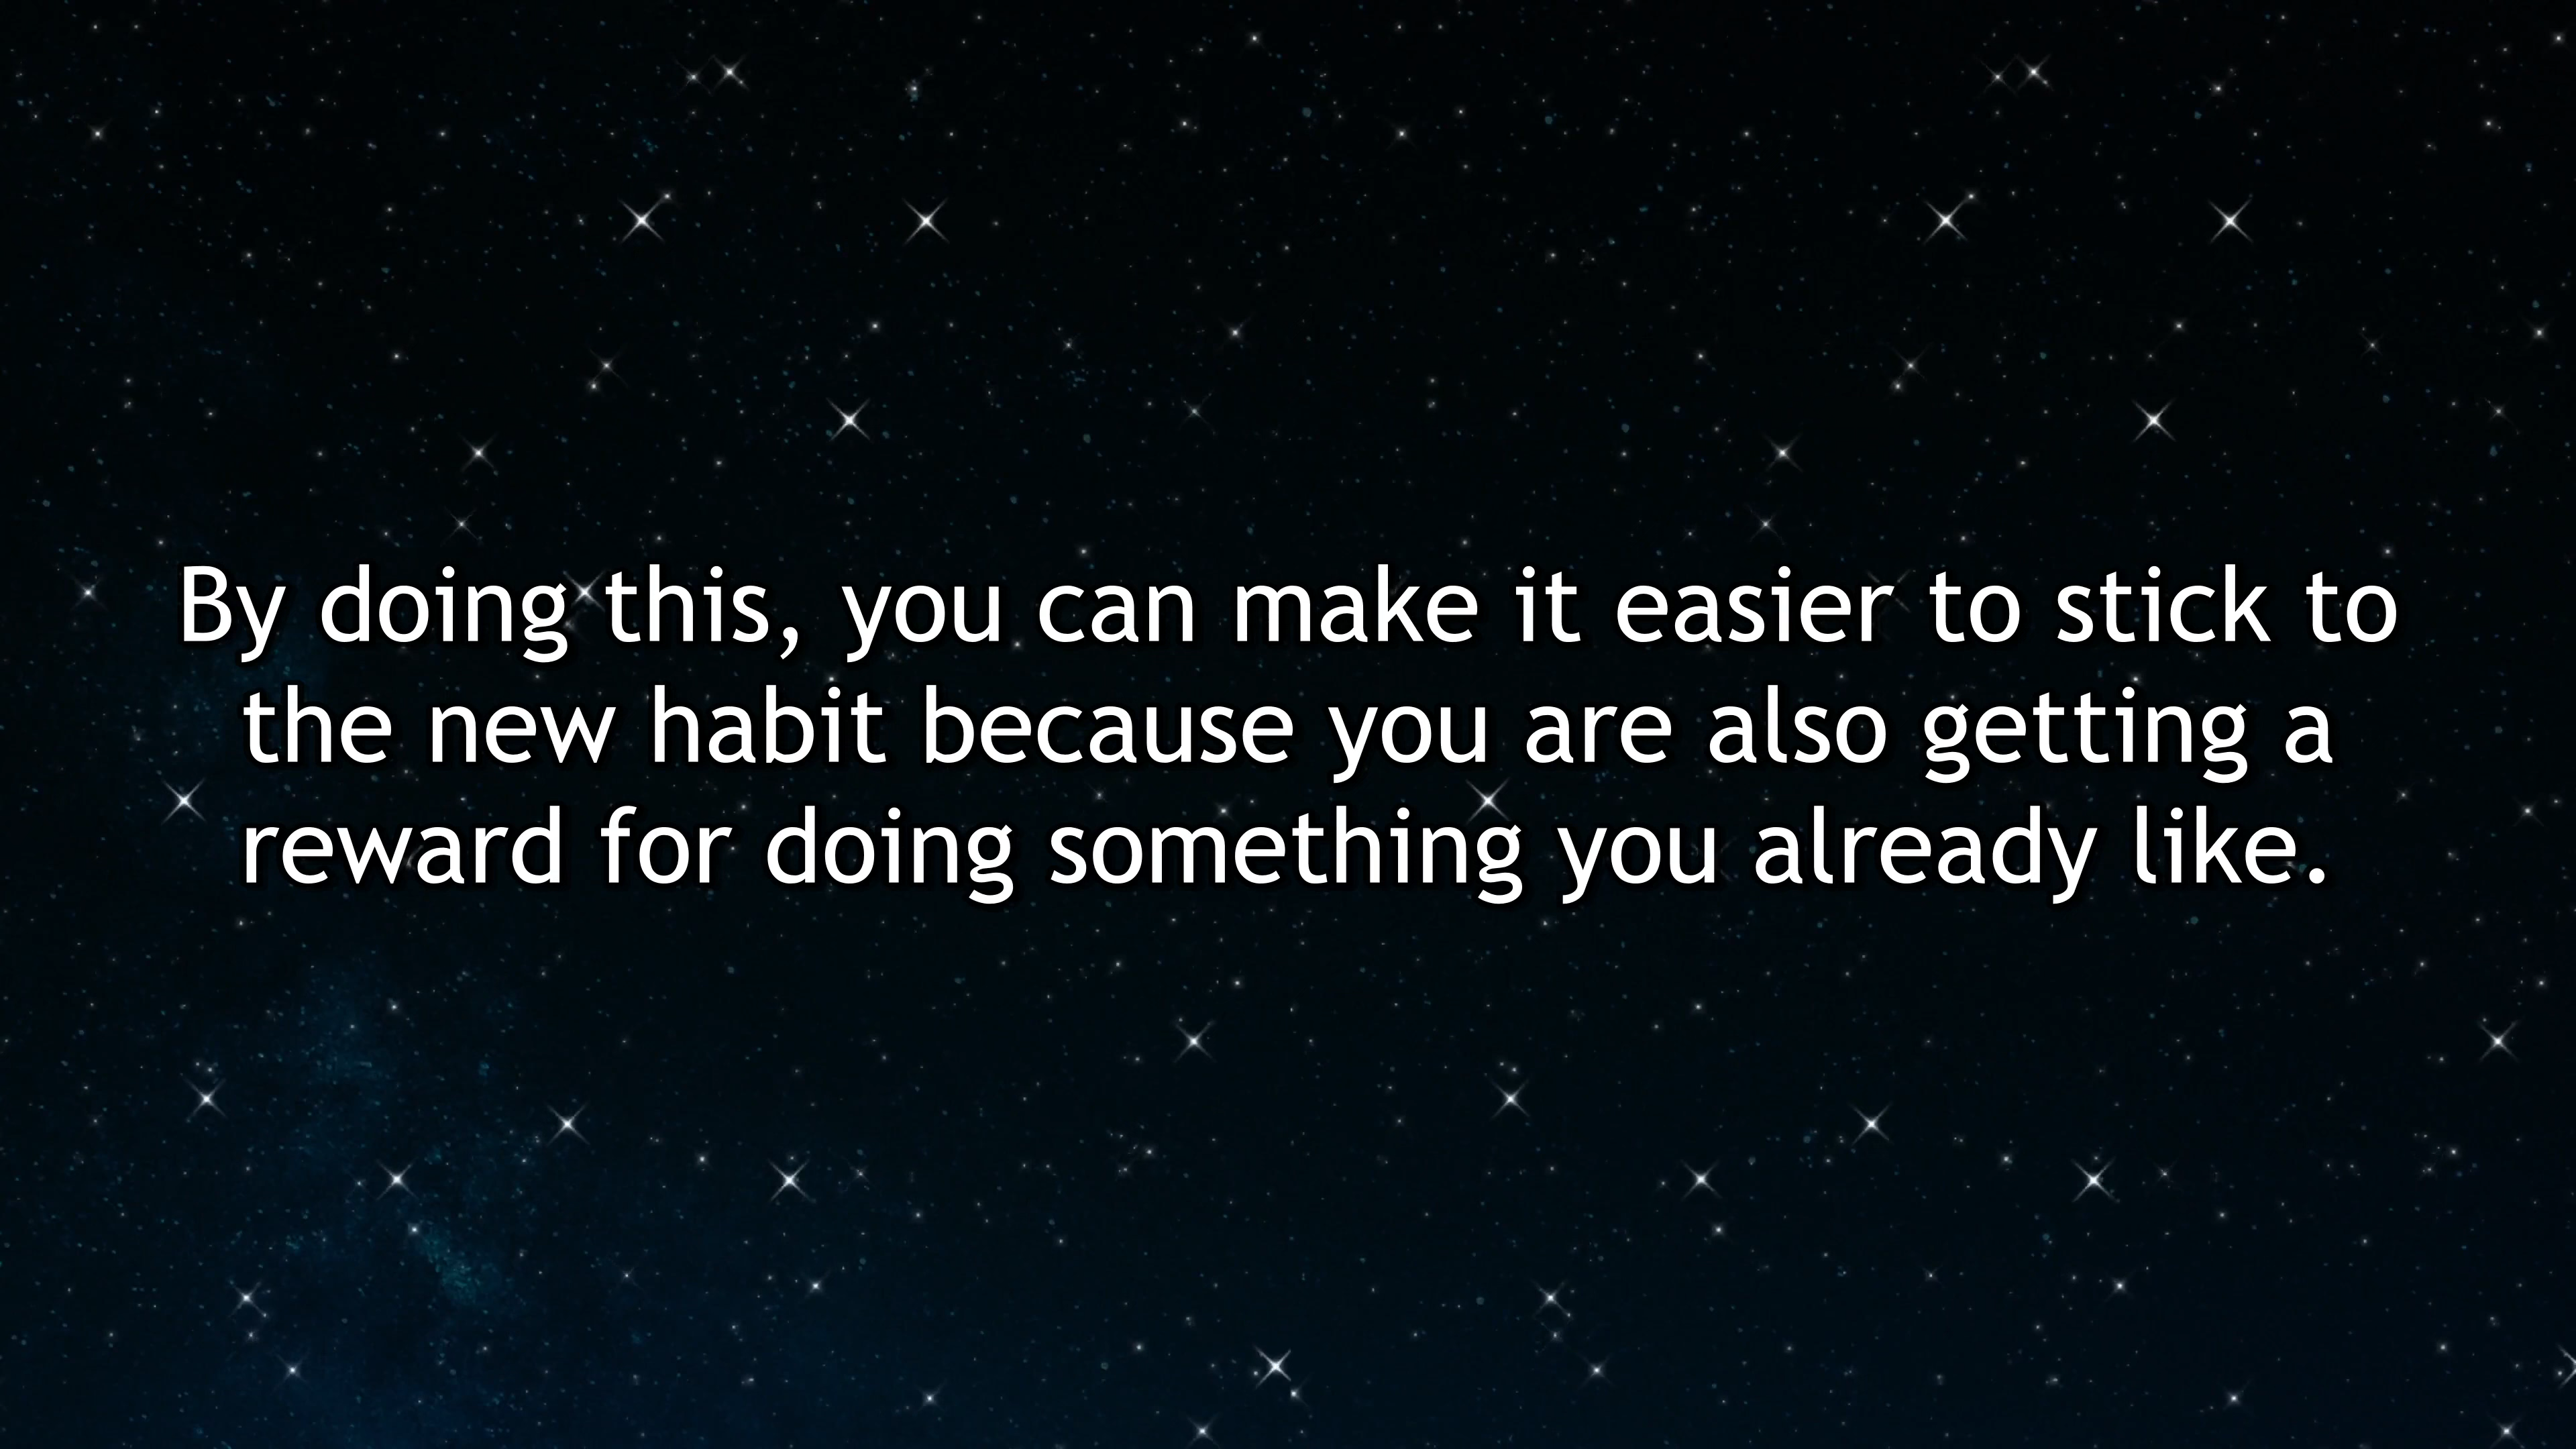 By doing this, you can make it easier to stick to
the new habit because you are also getting a
reward for doing something you already like.